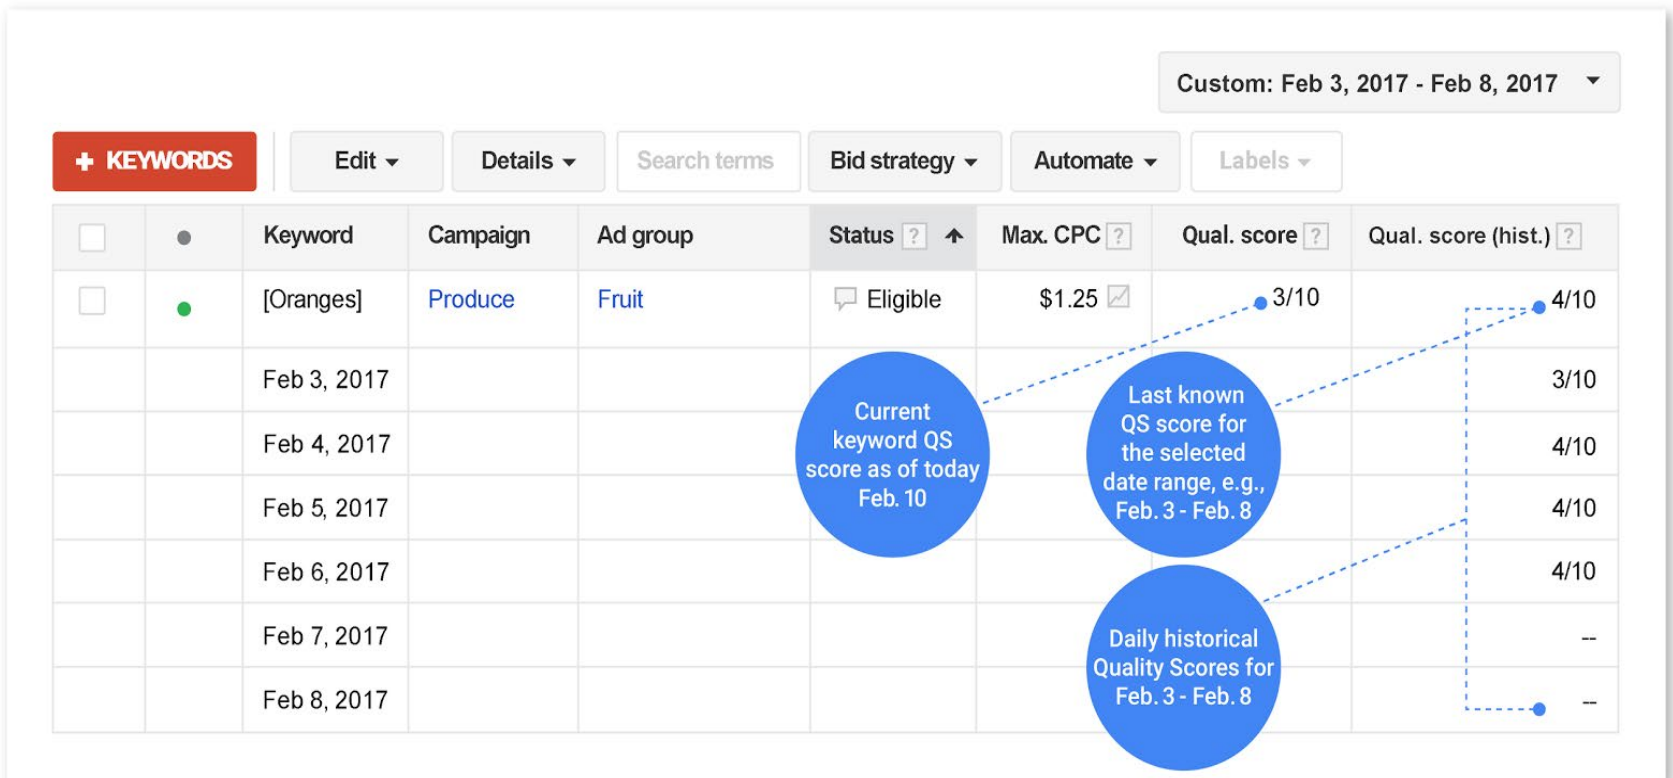 Custom: Feb 3, 2017 - Feb 8, 2017
+ KEYWORDS Edit Details Search terms Bid strategy Automate Labels
Keyword Campaign Ad group Status ? Max. CPC ? Qual. score ? Qual. score (hist.) ?
[Oranges] Produce Fruit Eligible $1.25 3/10 4/10
Feb 3, 2017 3/10
Feb 4, 2017 4/10
Feb 5, 2017 4/10
Feb 6, 2017 4/10
Feb 7, 2017 --
Feb 8, 2017 --
Current
keyword QS
score as of today
Feb. 10
Last known
QS score for
the selected
date range, e.g.,
Feb. 3 - Feb. 8
Daily historical
Quality Scores for
Feb. 3 - Feb. 8